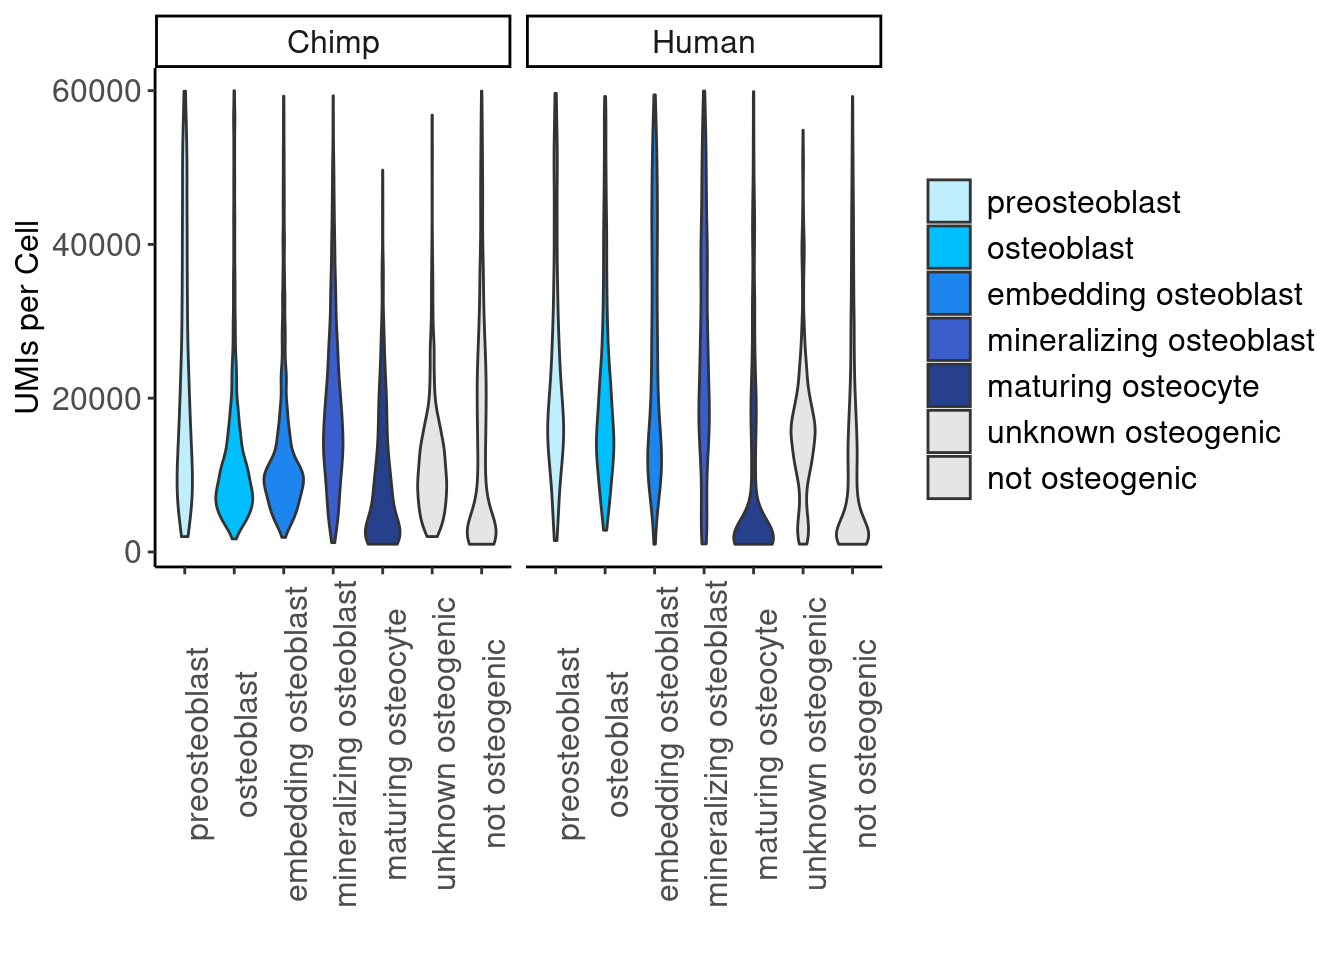 Chimp
Human
UMIs per Cell
60000
40000
20000
0
preosteoblast
osteoblast
embedding osteoblast
mineralizing osteoblast
maturing osteocyte
unknown osteogenic
not osteogenic
preosteoblast
osteoblast
embedding osteoblast
mineralizing osteoblast
maturing osteocyte
unknown osteogenic
not osteogenic
preosteoblast
osteoblast
embedding osteoblast
mineralizing osteoblast
maturing osteocyte
unknown osteogenic
not osteogenic